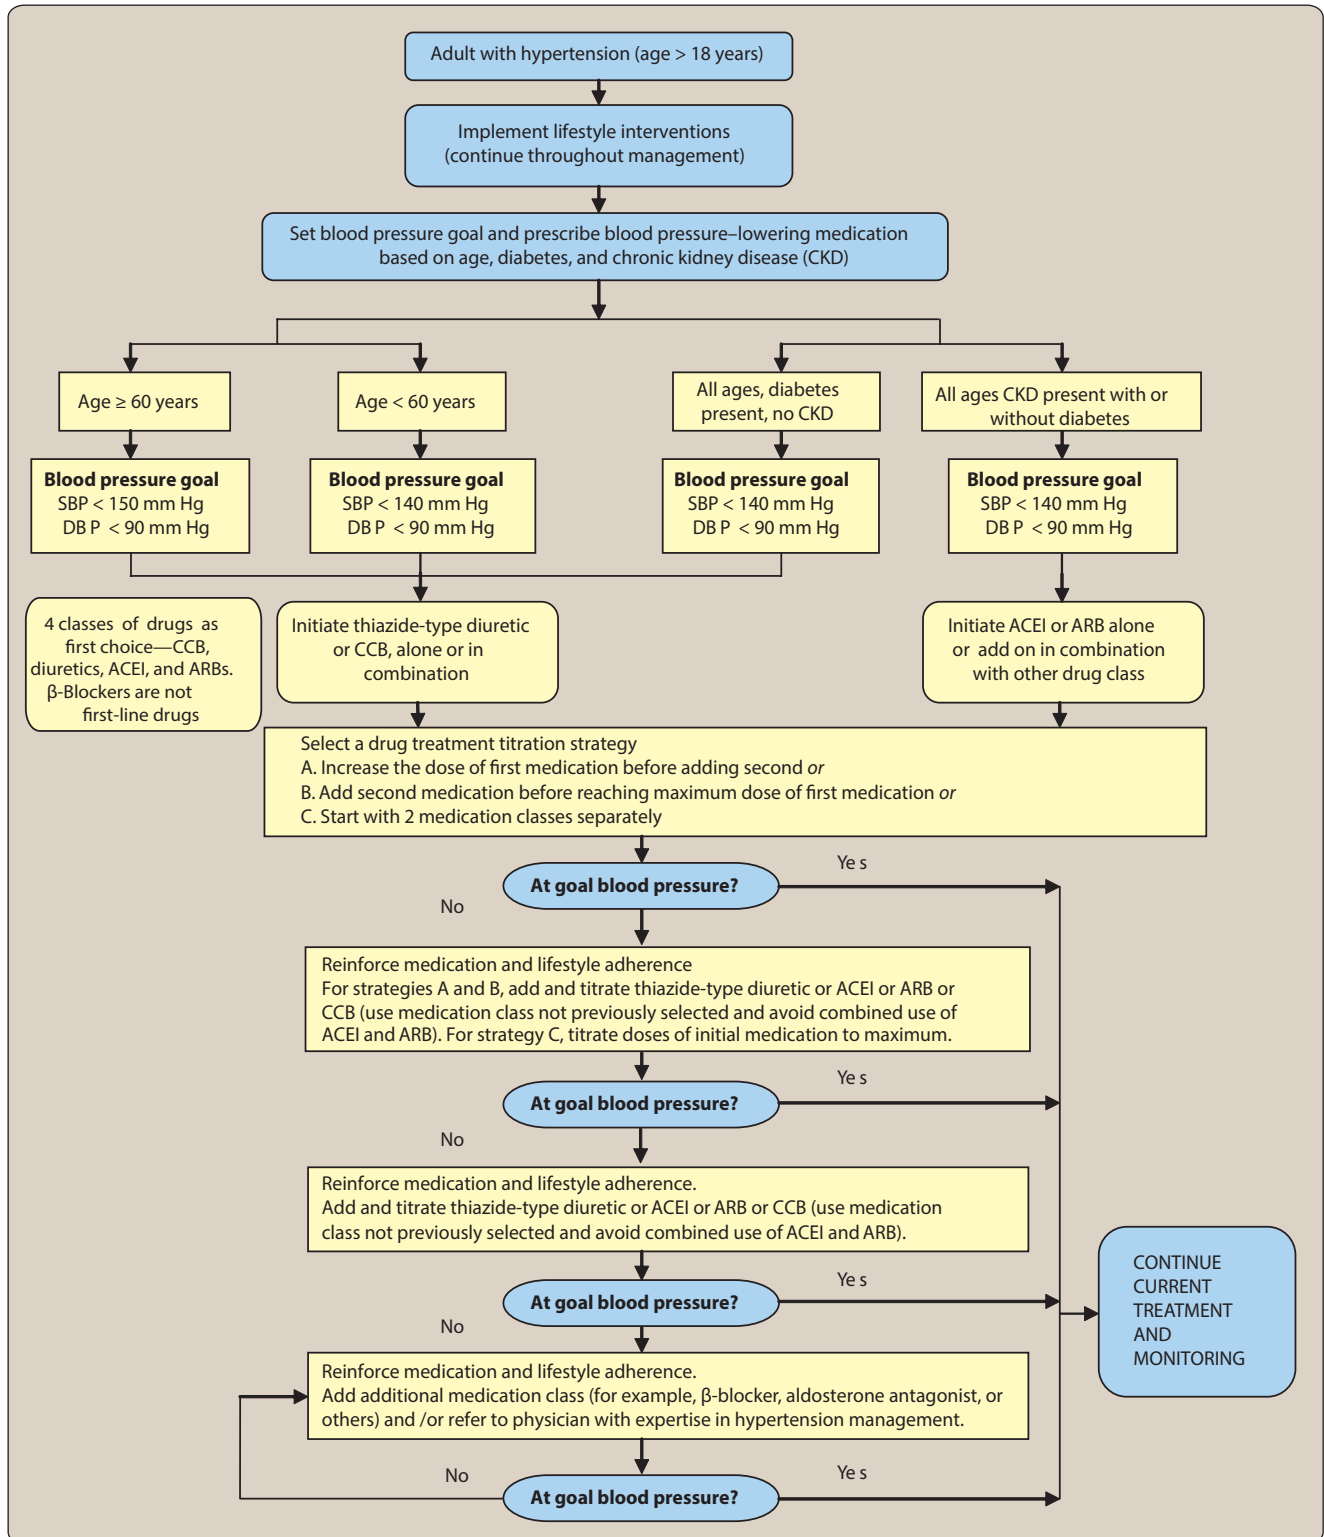 Adult with hypertension (age > 18 years)
Implement lifestyle interventions
(continue throughout management)
Set blood pressure goal and prescribe blood pressure–lowering medication
based on age, diabetes, and chronic kidney disease (CKD)
Age ≥ 60 years
Age < 60 years
All ages, diabetes
present, no CKD
All ages CKD present with or
without diabetes
Blood pressure goal
SBP < 150 mm Hg
DB P < 90 mm Hg
Blood pressure goal
SBP < 140 mm Hg
DB P < 90 mm Hg
Blood pressure goal
SBP < 140 mm Hg
DB P < 90 mm Hg
Blood pressure goal
SBP < 140 mm Hg
DB P < 90 mm Hg
4 classes of drugs as
first choice—CCB,
diuretics, ACEI, and ARBs.
β-Blockers are not
first-line drugs
Initiate thiazide-type diuretic
or CCB, alone or in
combination
Initiate ACEI or ARB alone
or add on in combination
with other drug class
Select a drug treatment titration strategy
A. Increase the dose of first medication before adding second or
B. Add second medication before reaching maximum dose of first medication or
C. Start with 2 medication classes separately
At goal blood pressure?
Ye s
No
Reinforce medication and lifestyle adherence
For strategies A and B, add and titrate thiazide-type diuretic or ACEI or ARB or
CCB (use medication class not previously selected and avoid combined use of
ACEI and ARB). For strategy C, titrate doses of initial medication to maximum.
At goal blood pressure?
Ye s
No
Reinforce medication and lifestyle adherence.
Add and titrate thiazide-type diuretic or ACEI or ARB or CCB (use medication
class not previously selected and avoid combined use of ACEI and ARB).
At goal blood pressure?
Ye s
No
CONTINUE
CURRENT
TREATMENT
AND
MONITORING
Reinforce medication and lifestyle adherence.
Add additional medication class (for example, β-blocker, aldosterone antagonist, or
others) and /or refer to physician with expertise in hypertension management.
At goal blood pressure?
Ye s
No